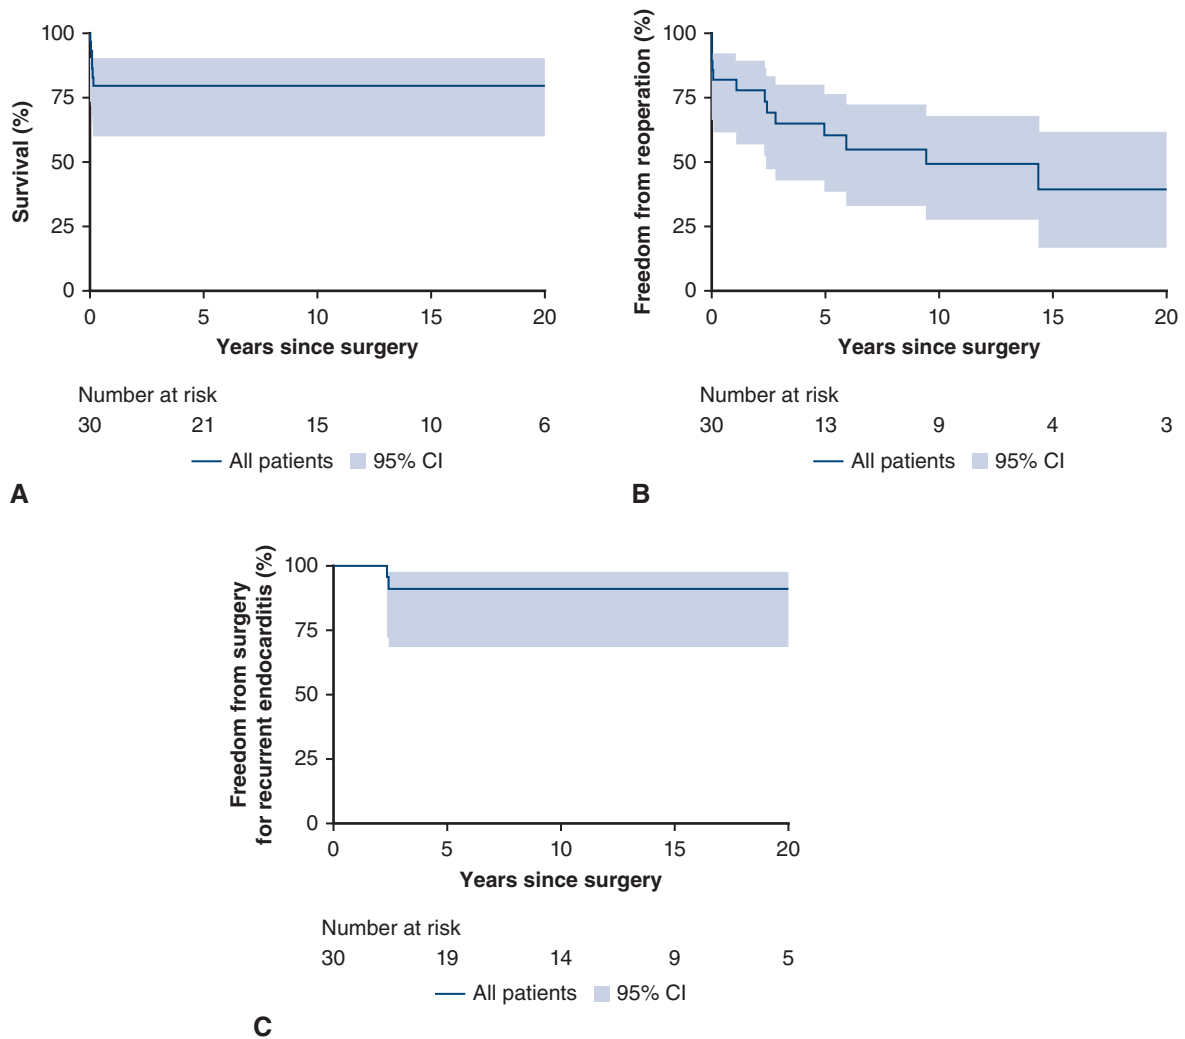 Survival (%)
100
75
50
25
0
0 5 10 15 20
Years since surgery
Number at risk
30 21 15 10 6
All patients 95% CI
A
Freedom from reoperation (%)
100
75
50
25
0
0 5 10 15 20
Years since surgery
Number at risk
30 13 9 4 3
All patients 95% CI
B
Freedom from surgery
for recurrent endocarditis (%)
100
75
50
25
0
0 5 10 15 20
Years since surgery
Number at risk
30 19 14 9 5
All patients 95% CI
C